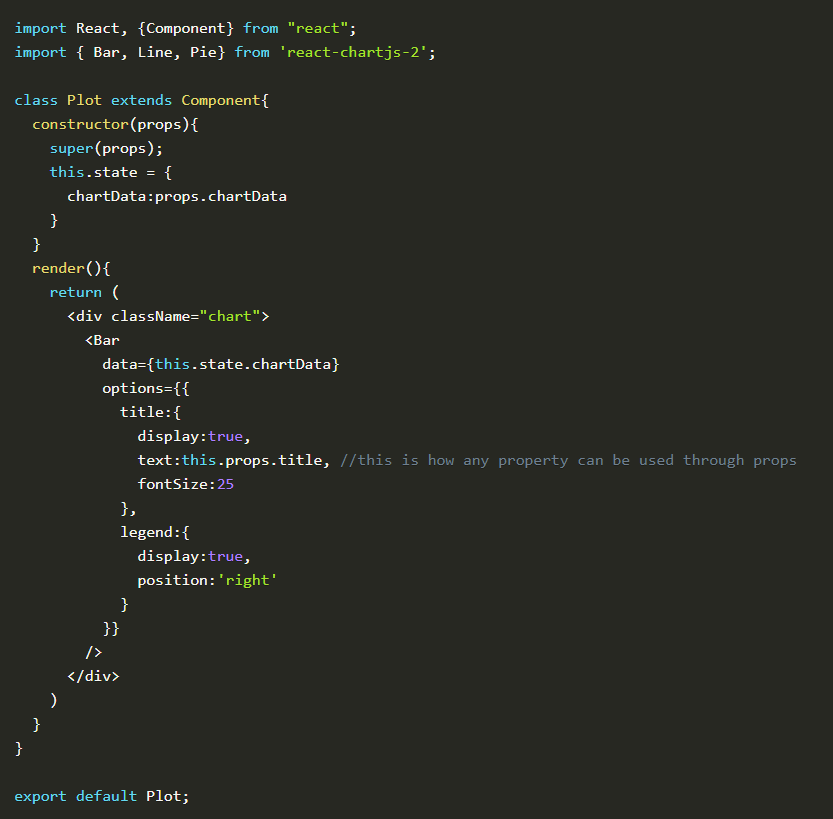 import React, {Component} from "react";
import { Bar, Line, Pie} from 'react-chartjs-2';

class Plot extends Component{
  constructor(props){
    super(props);
    this.state = {
      chartData:props.chartData
    }
  }
  render(){
    return (
      <div className="chart">
        <Bar
          data={this.state.chartData}
          options={{
            title:{
              display:true,
              text:this.props.title, //this is how any property can be used through props
              fontSize:25
            },
            legend:{
              display:true,
              position:'right'
            }
          }}
        />
      </div>
    )
  }
}

export default Plot;